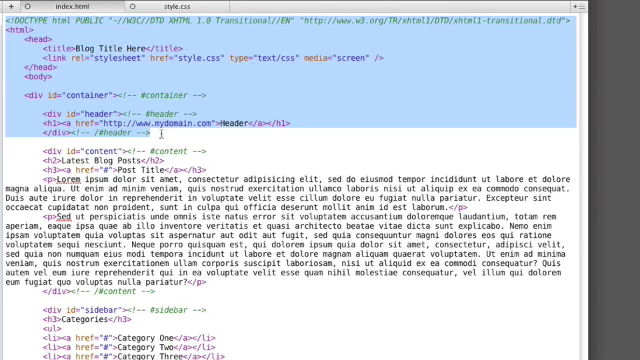 index.html
style.css
<!DOCTYPE html PUBLIC "-//W3C//DTD XHTML 1.0 Transitional//EN" "http://www.w3.org/TR/xhtml1/DTD/xhtml1-transitional.dtd">
<html>
<head>
<title>Blog Title Here</title>
<link rel="stylesheet" href="style.css" type="text/css" media="screen" />
</head>
<body>
<div id="container"><!-- #container -->
<div id="header"><!-- #header -->
<h1><a href="http://www.mydomain.com">Header</a></h1>
</div><!-- /#header -->
<div id="content"><!-- #content -->
<h2>Latest Blog Posts</h2>
<h3><a href="#">Post Title</a></h3>
<p>Lorem ipsum dolor sit amet, consectetur adipisicing elit, sed do eiusmod tempor incididunt ut labore et dolore
magna aliqua. Ut enim ad minim veniam, quis nostrud exercitation ullamco laboris nisi ut aliquip ex ea commodo consequat.
Duis aute irure dolor in reprehenderit in voluptate velit esse cillum dolore eu fugiat nulla pariatur. Excepteur sint
occaecat cupidatat non proident, sunt in culpa qui officia deserunt mollit anim id est laborum.</p>
<p>Sed ut perspiciatis unde omnis iste natus error sit voluptatem accusantium doloremque laudantium, totam rem
aperiam, eaque ipsa quae ab illo inventore veritatis et quasi architecto beatae vitae dicta sunt explicabo. Nemo enim
ipsam voluptatem quia voluptas sit aspernatur aut odit aut fugit, sed quia consequuntur magni dolores eos qui ratione
voluptatem sequi nesciunt. Neque porro quisquam est, qui dolorem ipsum quia dolor sit amet, consectetur, adipisci velit,
sed quia non numquam eius modi tempora incidunt ut labore et dolore magnam aliquam quaerat voluptatem. Ut enim ad minima
veniam, quis nostrum exercitationem ullam corporis suscipit laboriosam, nisi ut aliquid ex ea commodi consequatur? Quis
autem vel eum iure reprehenderit qui in ea voluptate velit esse quam nihil molestiae consequatur, vel illum qui dolorem
eum fugiat quo voluptas nulla pariatur?</p>
</div><!-- /#content -->
<div id="sidebar"><!-- #sidebar -->
<h3>Categories</h3>
<ul>
<li><a href="#">Category One</a></li>
<li><a href="#">Category Two</a></li>
<li><a href="#">Category Three</a></li>